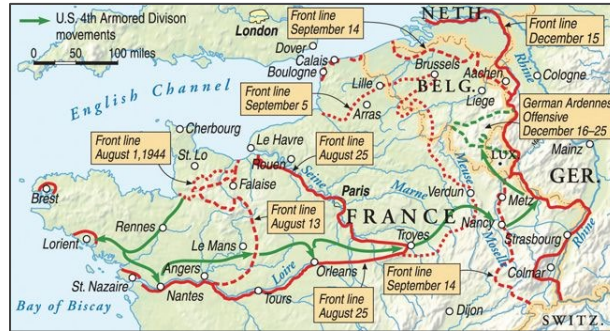 U.S. 4th Armored Divison
movements
0 50 100 miles
London
Dover
Calais
Boulogne
English Channel
Front line
September 14
NETH.
Front line
December 15
Rhine
Brussels
BELG.
Aachen
Cologne
Liege
Lille
Arras
Front line
September 5
German Ardennes
Offensive
December 16–25
Cherbourg
St. Lo
Le Havre
Rouen
Front line
August 1, 1944
Falaise
Front line
August 25
Seine
Paris
Marne
Meuse
Verdun
LUX.
Mainz
GER.
Metz
Brest
Rennes
Lorient
Le Mans
Front line
August 13
FRANCE
Troyes
Nancy
Moselle
Strasbourg
Rhine
Angers
Loire
Orleans
St. Nazaire
Nantes
Tours
Front line
August 25
Front line
September 14
Colmar
Dijon
Bay of Biscay
SWITZ.